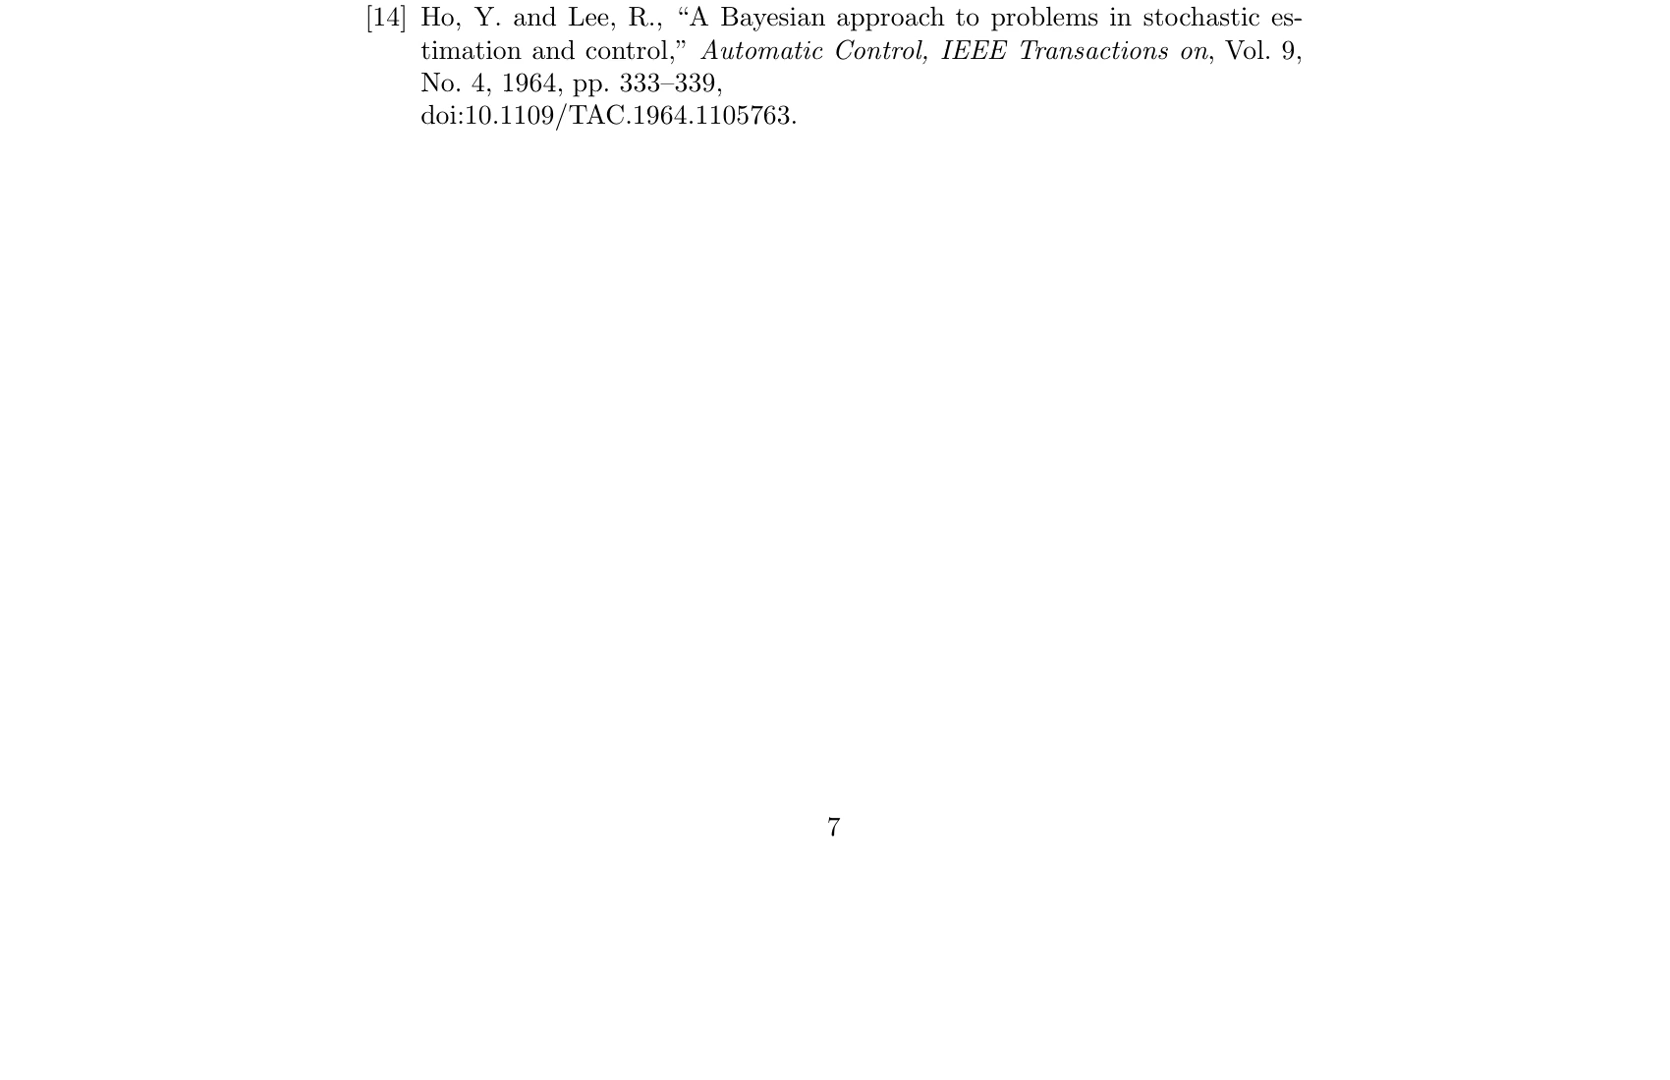 [14] Ho, Y. and Lee, R., “A Bayesian approach to problems in stochastic es-
timation and control,” Automatic Control, IEEE Transactions on, Vol. 9,
No. 4, 1964, pp. 333–339,
doi:10.1109/TAC.1964.1105763.
7